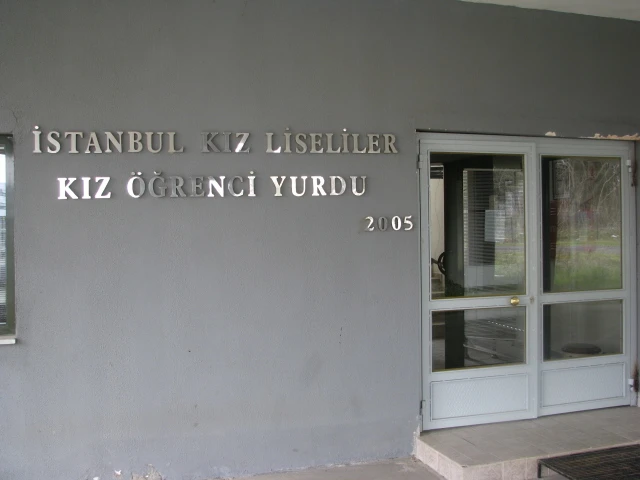 İSTANBUL KIZ LİSELİLER
KIZ ÖĞRENCİ YURDU
2005